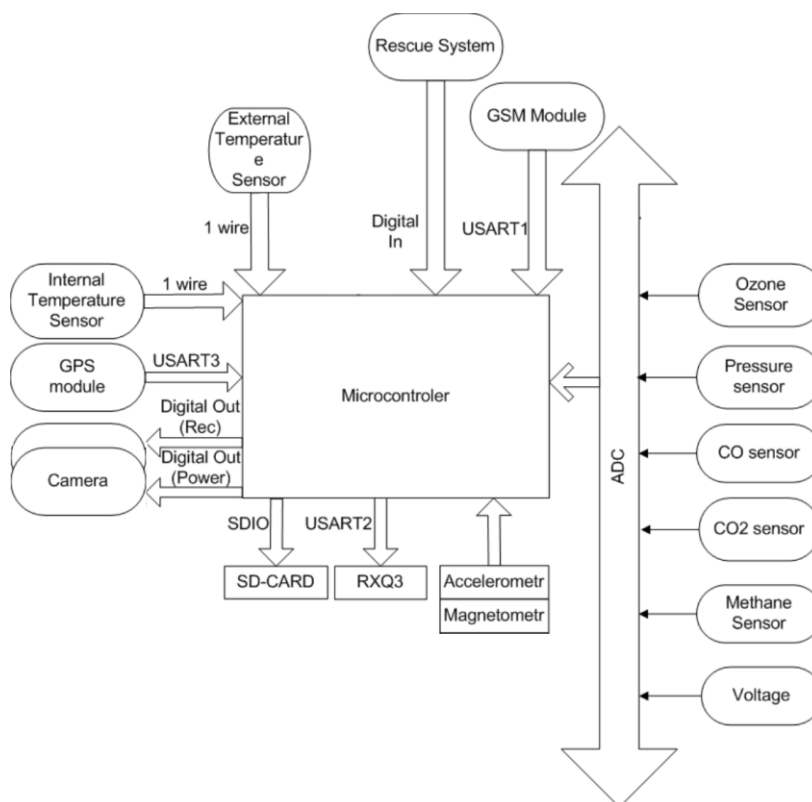 Rescue System
GSM Module
External
Temperatur
e
Sensor
1 wire
Digital
In
USART1
Internal
Temperature
Sensor
1 wire
GPS
module
USART3
Digital Out
(Rec)
Digital Out
(Power)
Camera
Microcontroler
SDIO
USART2
SD-CARD
RXQ3
Accelerometr
Magnetometr
ADC
Ozone
Sensor
Pressure
sensor
CO sensor
CO2 sensor
Methane
Sensor
Voltage